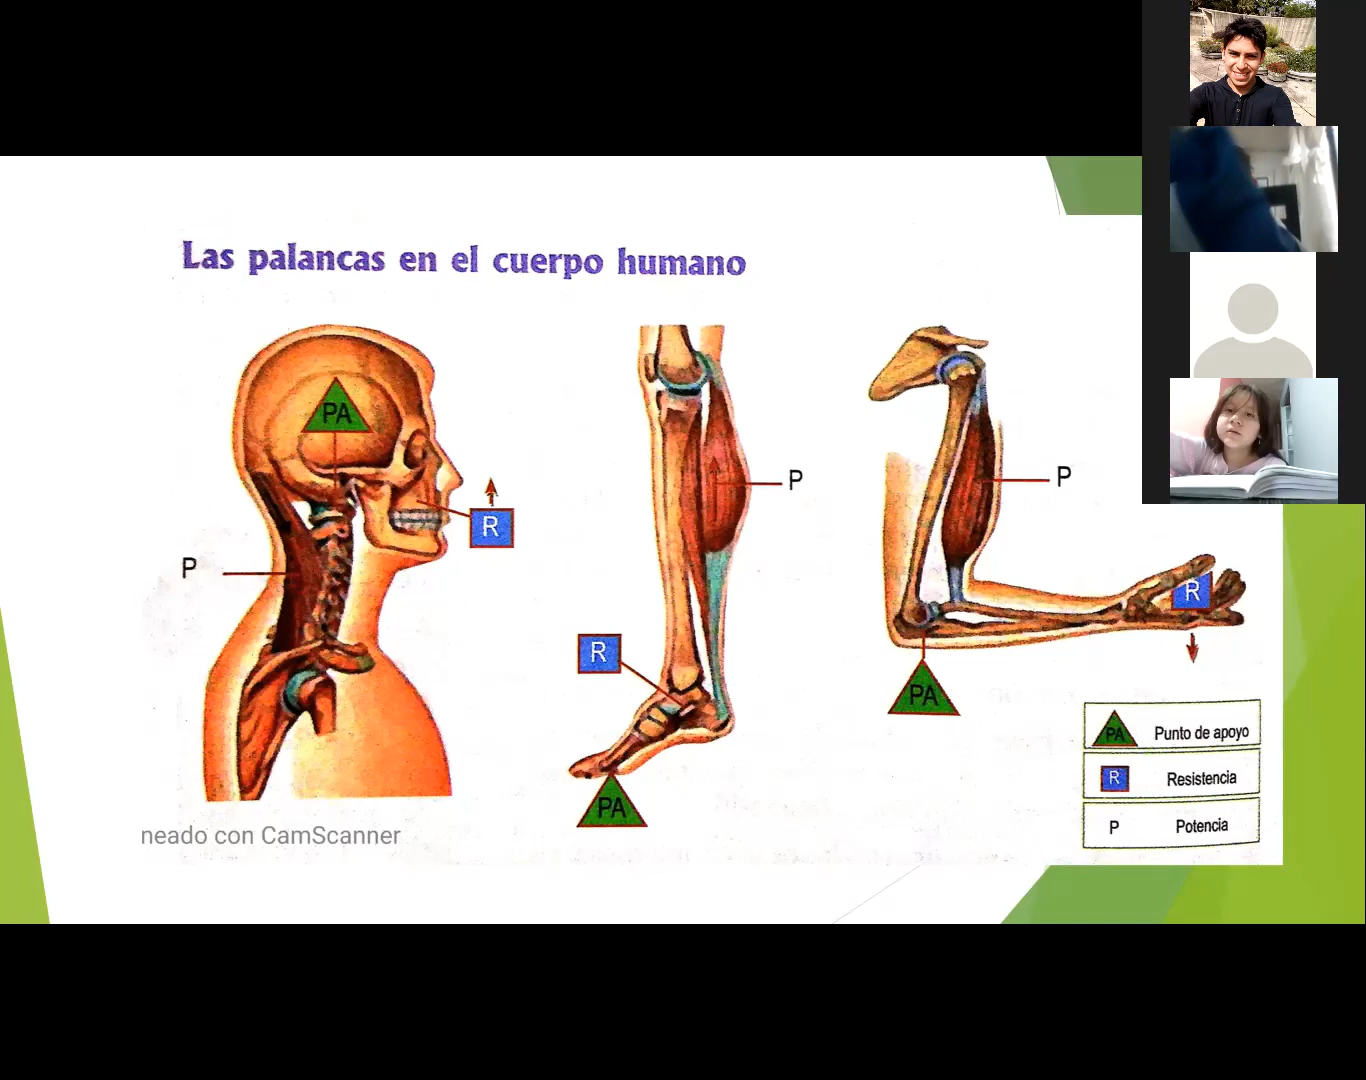 Las palancas en el cuerpo humano
PA
R
P
P
R
PA
P
R
PA
PA Punto de apoyo
R Resistencia
P Potencia
neado con CamScanner